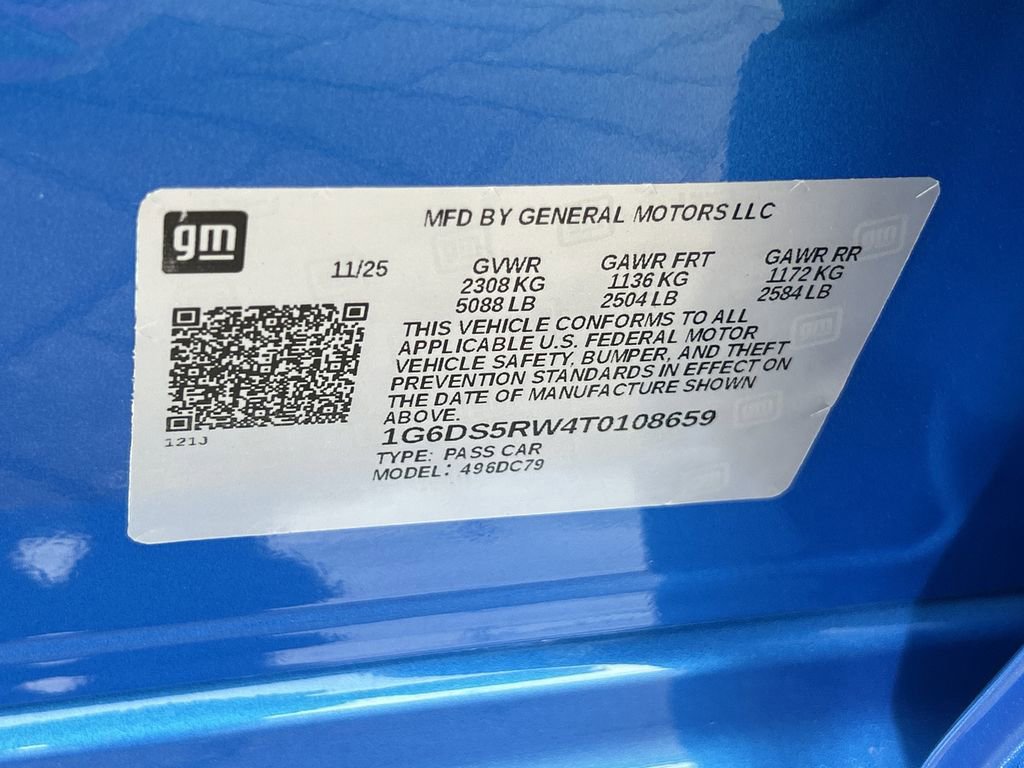 gm
MFD BY GENERAL MOTORS LLC
11/25 GVWR GAWR FRT GAWR RR
2308 KG 1136 KG 1172 KG
5088 LB 2504 LB 2584 LB
THIS VEHICLE CONFORMS TO ALL
APPLICABLE U.S. FEDERAL MOTOR
VEHICLE SAFETY, BUMPER, AND THEFT
PREVENTION STANDARDS IN EFFECT ON
THE DATE OF MANUFACTURE SHOWN
ABOVE.
1G6DS5RW4T0108659
TYPE: PASS CAR
MODEL: 496DC79
121J